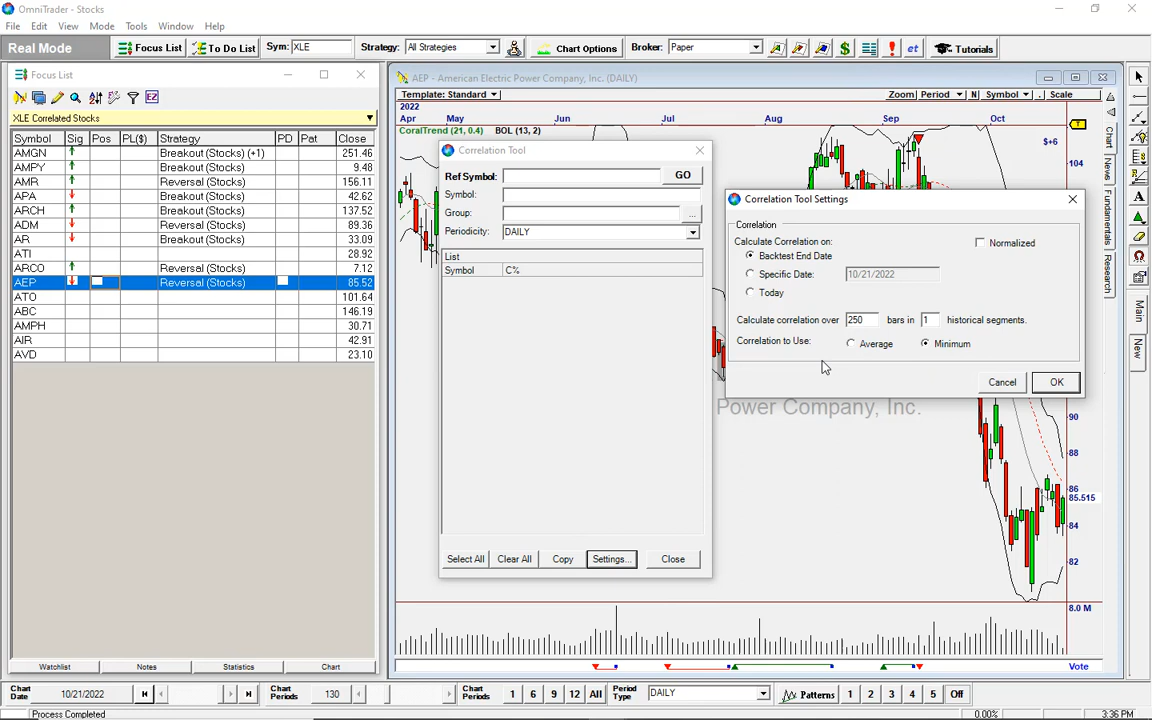 OmniTrader - Stocks
File Edit View Mode Tools Window Help
Real Mode Focus List To Do List Sym: XLE Strategy: All Strategies Chart Options Broker: Paper $ ! et Tutorials
Focus List
EZ
XLE Correlated Stocks
Symbol Sig Pos PL($) Strategy PD Pat Close
AMGN Breakout (Stocks) (+1) 251.46
AMPY Breakout (Stocks) 9.48
AMR Reversal (Stocks) 156.11
APA Breakout (Stocks) 42.62
ARCH Breakout (Stocks) 137.52
ADM Reversal (Stocks) 89.36
AR Breakout (Stocks) 33.09
ATI 28.92
ARCO Reversal (Stocks) 7.12
AEP Reversal (Stocks) 85.52
ATO 101.64
ABC 146.19
AMPH 30.71
AIR 42.91
AVD 23.10
Watchlist Notes Statistics Chart
AEP - American Electric Power Company, Inc. (DAILY)
Template: Standard Zoom Period N Symbol . Scale
2022
Apr May Jun Jul Aug Sep Oct
T
CoralTrend (21, 0.4) BOL (13, 2)
$+6
104
Power Company, Inc.
90
88
86
85.515
84
82
8.0 M
Vote
Chart
News
Fundamentals
Research
A
Main
New
Correlation Tool
Ref Symbol: GO
Symbol:
Group: ...
Periodicity: DAILY
List
Symbol C%
Select All Clear All Copy Settings... Close
Correlation Tool Settings
Correlation
Calculate Correlation on: Normalized
Backtest End Date
Specific Date: 10/21/2022
Today
Calculate correlation over 250 bars in 1 historical segments.
Correlation to Use: Average Minimum
Cancel OK
Chart Date 10/21/2022 Chart Periods 130 Chart Periods 1 6 9 12 All Period Type DAILY Patterns 1 2 3 4 5 Off
Process Completed 0.00% 3:36 PM